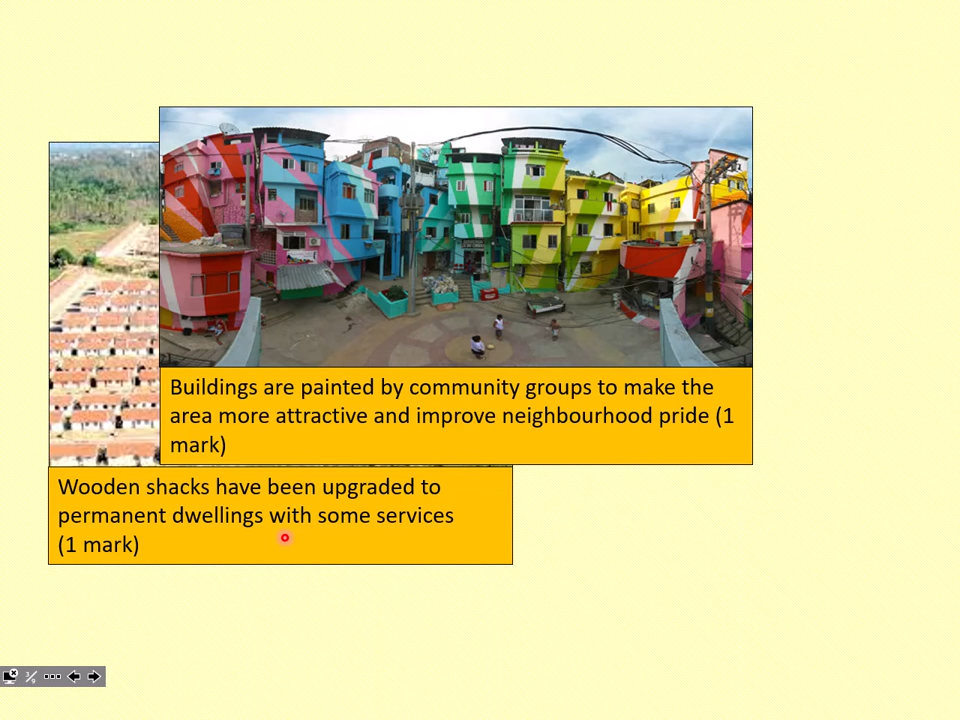 Buildings are painted by community groups to make the
area more attractive and improve neighbourhood pride (1
mark)
Wooden shacks have been upgraded to
permanent dwellings with some services
(1 mark)